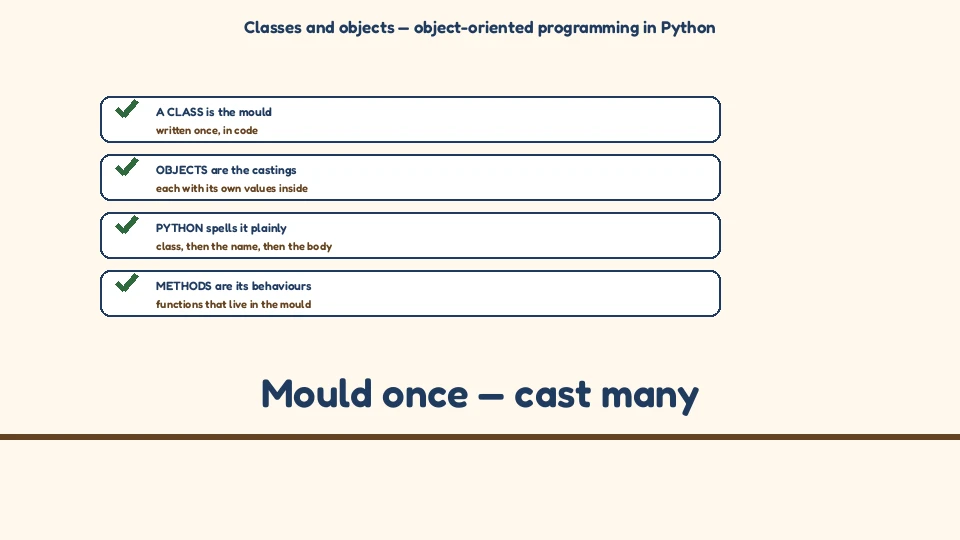 Classes and objects — object-oriented programming in Python
A CLASS is the mould
written once, in code
OBJECTS are the castings
each with its own values inside
PYTHON spells it plainly
class, then the name, then the body
METHODS are its behaviours
functions that live in the mould
Mould once — cast many